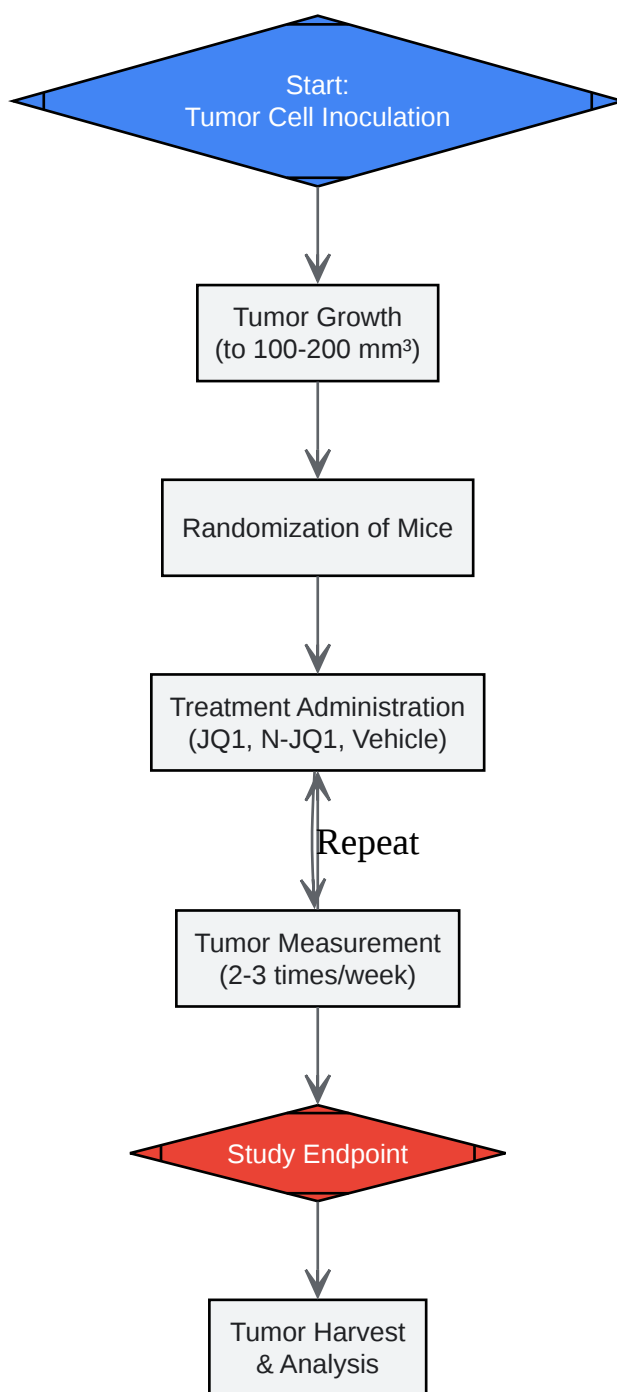 Start:
Tumor Cell Inoculation
Tumor Growth
(to 100-200 mm³)
Randomization of Mice
Treatment Administration
(JQ1, N-JQ1, Vehicle)
Repeat
Tumor Measurement
(2-3 times/week)
Study Endpoint
Tumor Harvest
& Analysis